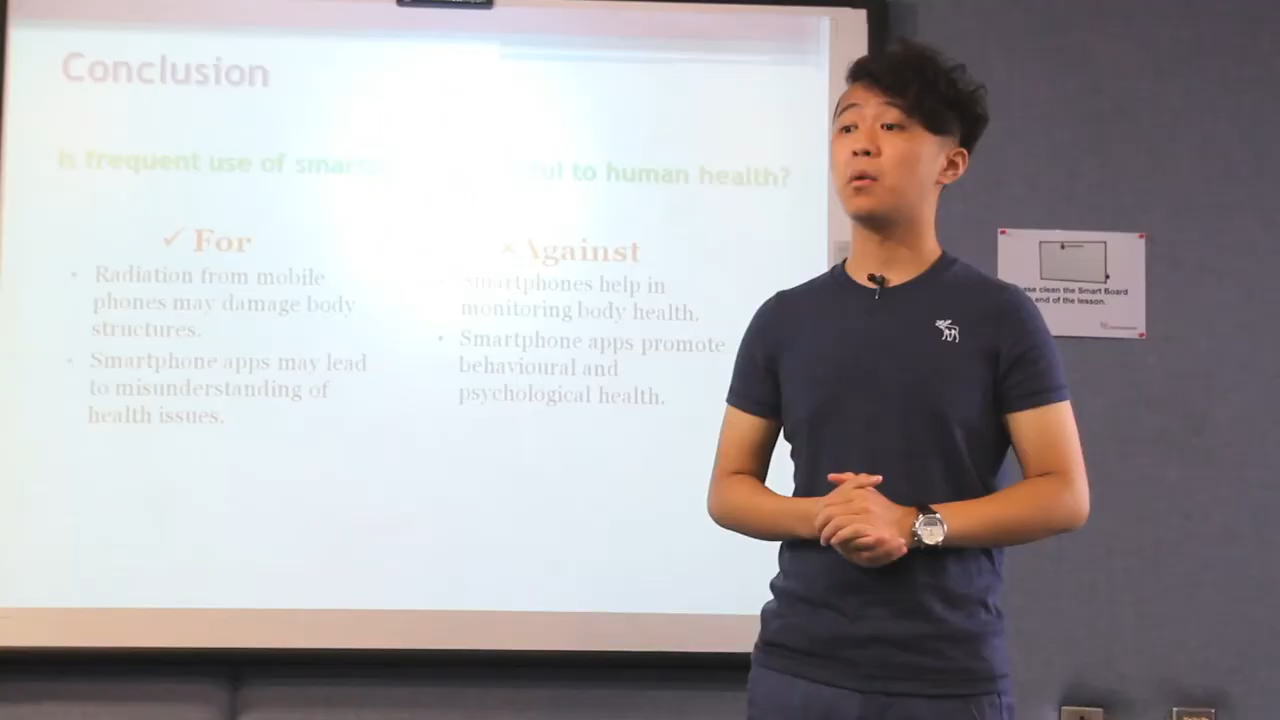 Conclusion
Is frequent use of to human health?
For
Radiation from mobile
phones may damage body
structures.
Smartphone apps may lead
to misunderstanding of
health issues.
Against
Smartphones help in
monitoring body health.
Smartphone apps promote
behavioural and
psychological health.
the Smart Board
end of the lesson.